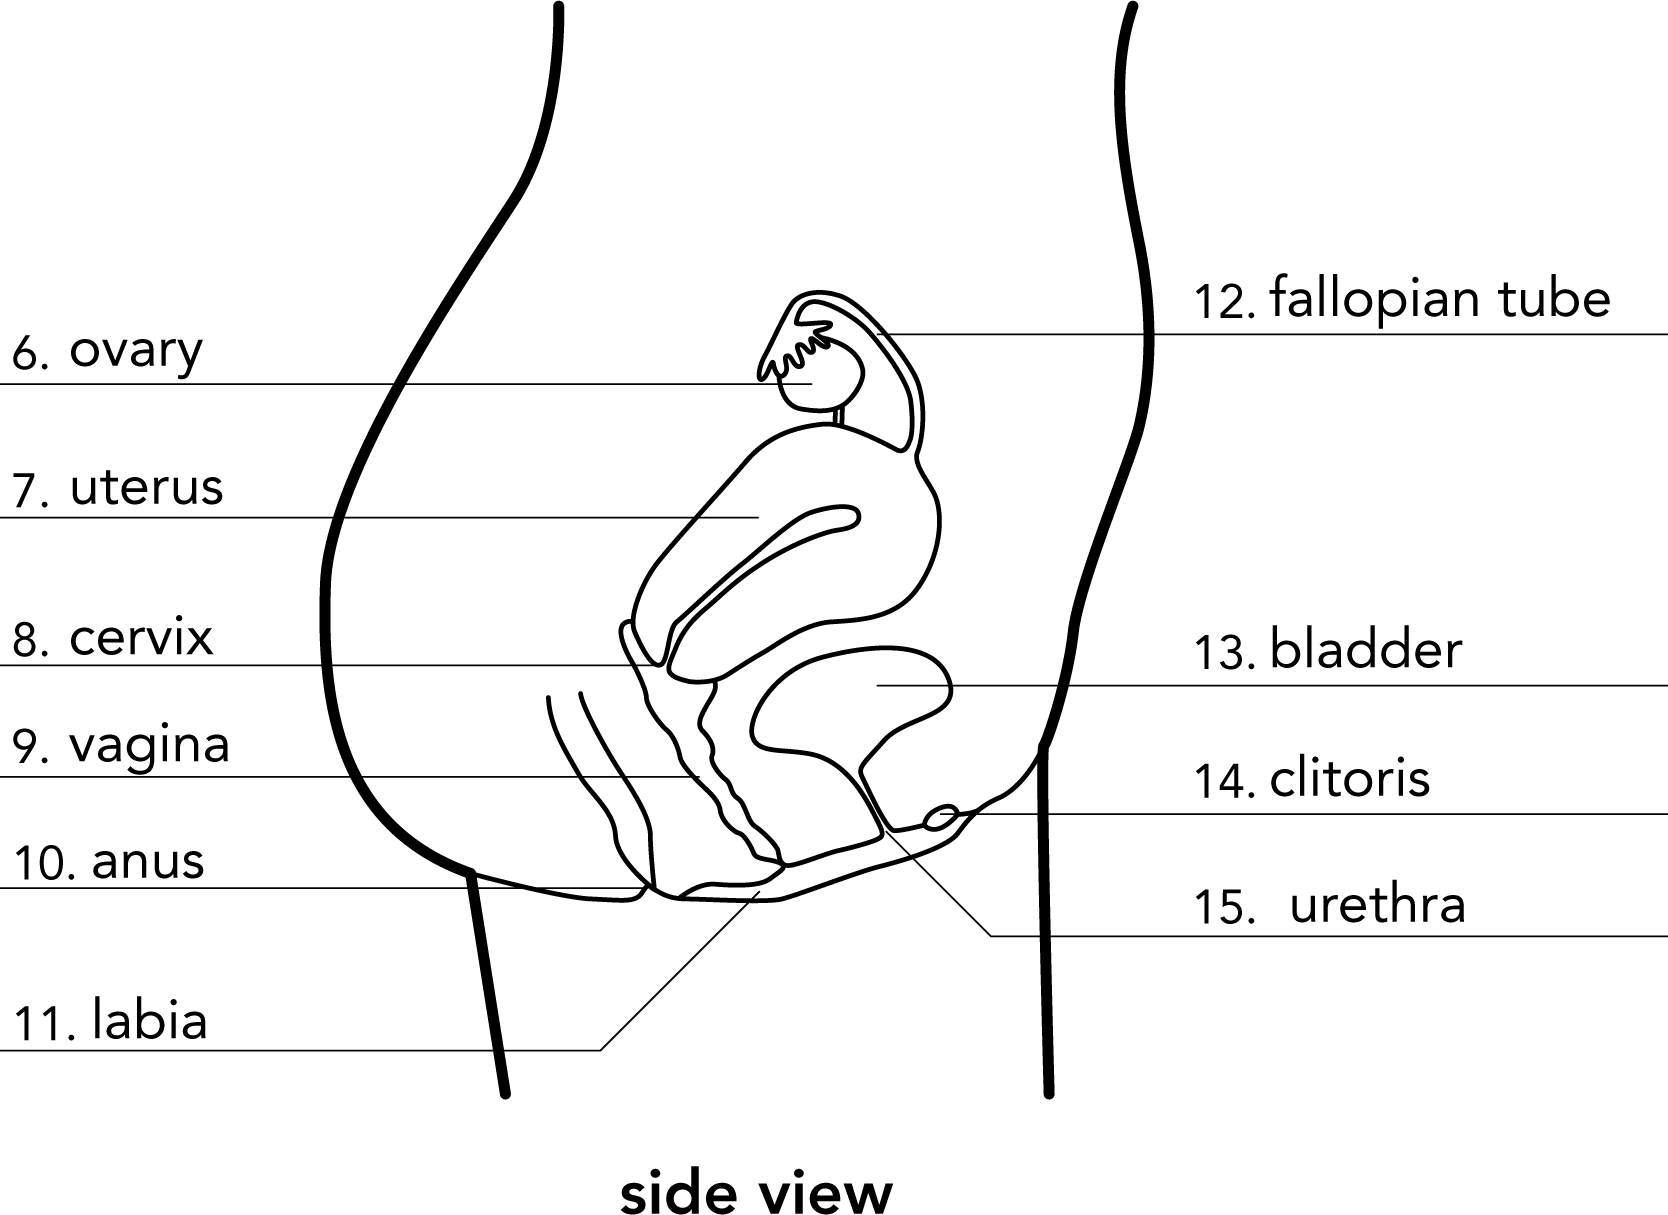 6. ovary
7. uterus
8. cervix
9. vagina
10. anus
11. labia
12. fallopian tube
13. bladder
14. clitoris
15. urethra
side view